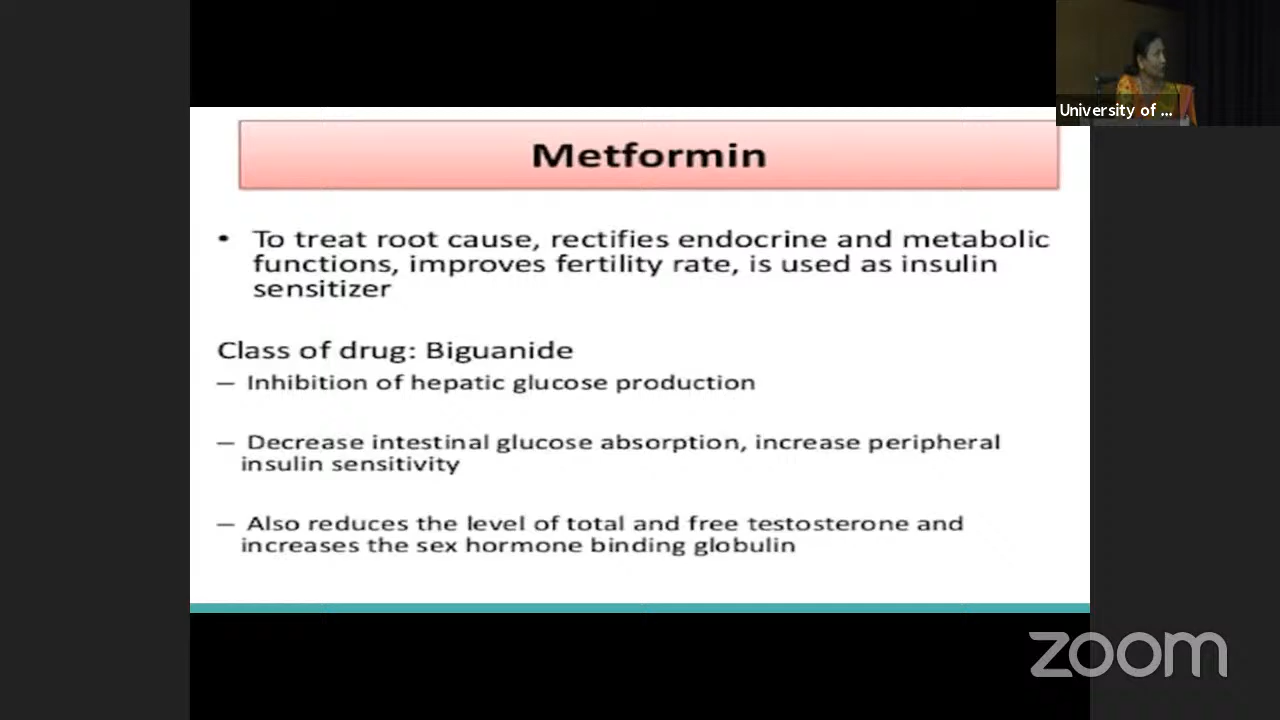 University of ...
Metformin
• To treat root cause, rectifies endocrine and metabolic
functions, improves fertility rate, is used as insulin
sensitizer
Class of drug: Biguanide
– Inhibition of hepatic glucose production
– Decrease intestinal glucose absorption, increase peripheral
insulin sensitivity
– Also reduces the level of total and free testosterone and
increases the sex hormone binding globulin
zoom